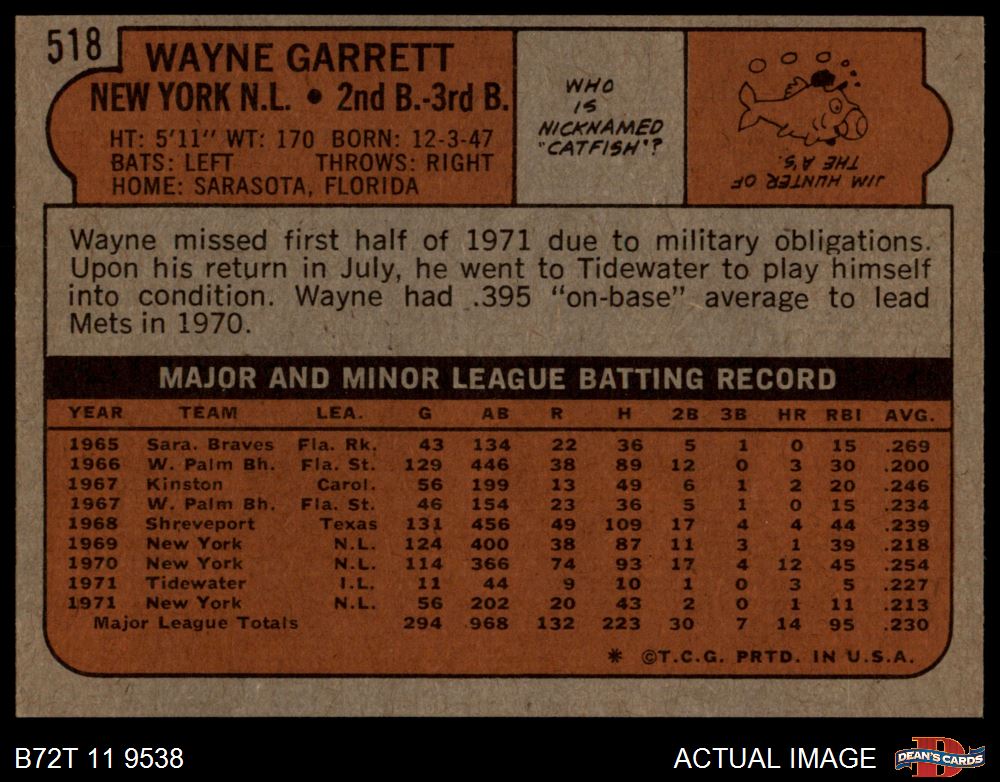 518
WAYNE GARRETT
NEW YORK N.L. • 2nd B.-3rd B.
HT: 5'11" WT: 170 BORN: 12-3-47
BATS: LEFT THROWS: RIGHT
HOME: SARASOTA, FLORIDA
WHO
IS
NICKNAMED
"CATFISH"?
JIM HUNTER OF
THE A'S.
Wayne missed first half of 1971 due to military obligations.
Upon his return in July, he went to Tidewater to play himself
into condition. Wayne had .395 "on-base" average to lead
Mets in 1970.
MAJOR AND MINOR LEAGUE BATTING RECORD
YEAR TEAM LEA. G AB R H 2B 3B HR RBI AVG.
1965 Sara. Braves Fla. Rk. 43 134 22 36 5 1 0 15 .269
1966 W. Palm Bh. Fla. St. 129 446 38 89 12 0 3 30 .200
1967 Kinston Carol. 56 199 13 49 6 1 2 20 .246
1967 W. Palm Bh. Fla. St. 46 154 23 36 5 1 0 15 .234
1968 Shreveport Texas 131 456 49 109 17 4 4 44 .239
1969 New York N.L. 124 400 38 87 11 3 1 39 .218
1970 New York N.L. 114 366 74 93 17 4 12 45 .254
1971 Tidewater I.L. 11 44 9 10 1 0 3 5 .227
1971 New York N.L. 56 202 20 43 2 0 1 11 .213
Major League Totals 294 968 132 223 30 7 14 95 .230
* ©T.C.G. PRTD. IN U.S.A.
B72T 11 9538
ACTUAL IMAGE
D
DEAN'S CARDS